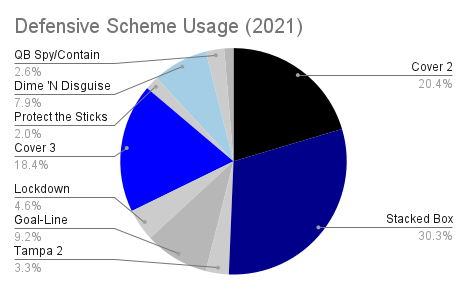 Defensive Scheme Usage (2021)
QB Spy/Contain
2.6%
Dime 'N Disguise
7.9%
Protect the Sticks
2.0%
Cover 3
18.4%
Lockdown
4.6%
Goal-Line
9.2%
Tampa 2
3.3%
Cover 2
20.4%
Stacked Box
30.3%